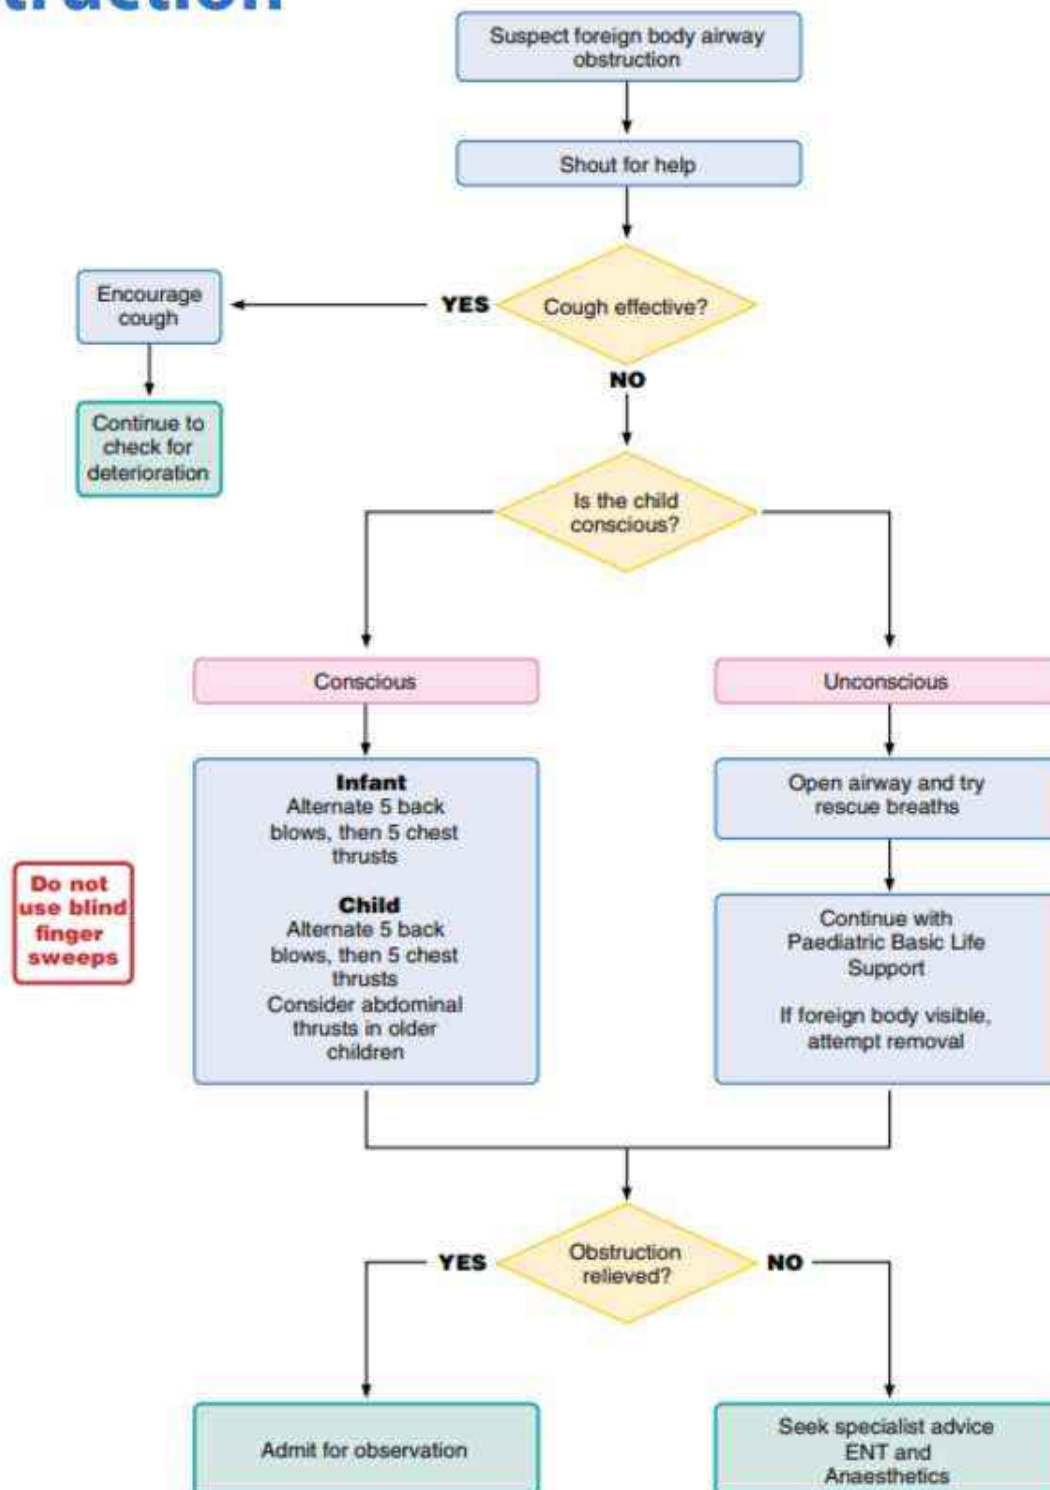 Suspect foreign body airway
obstruction
Shout for help
Cough effective?
YES
Encourage
cough
Continue to
check for
deterioration
NO
Is the child
conscious?
Conscious
Unconscious
Infant
Alternate 5 back
blows, then 5 chest
thrusts
Child
Alternate 5 back
blows, then 5 chest
thrusts
Consider abdominal
thrusts in older
children
Open airway and try
rescue breaths
Continue with
Paediatric Basic Life
Support
If foreign body visible,
attempt removal
Do not
use blind
finger
sweeps
Obstruction
relieved?
YES
NO
Admit for observation
Seek specialist advice
ENT and
Anaesthetics